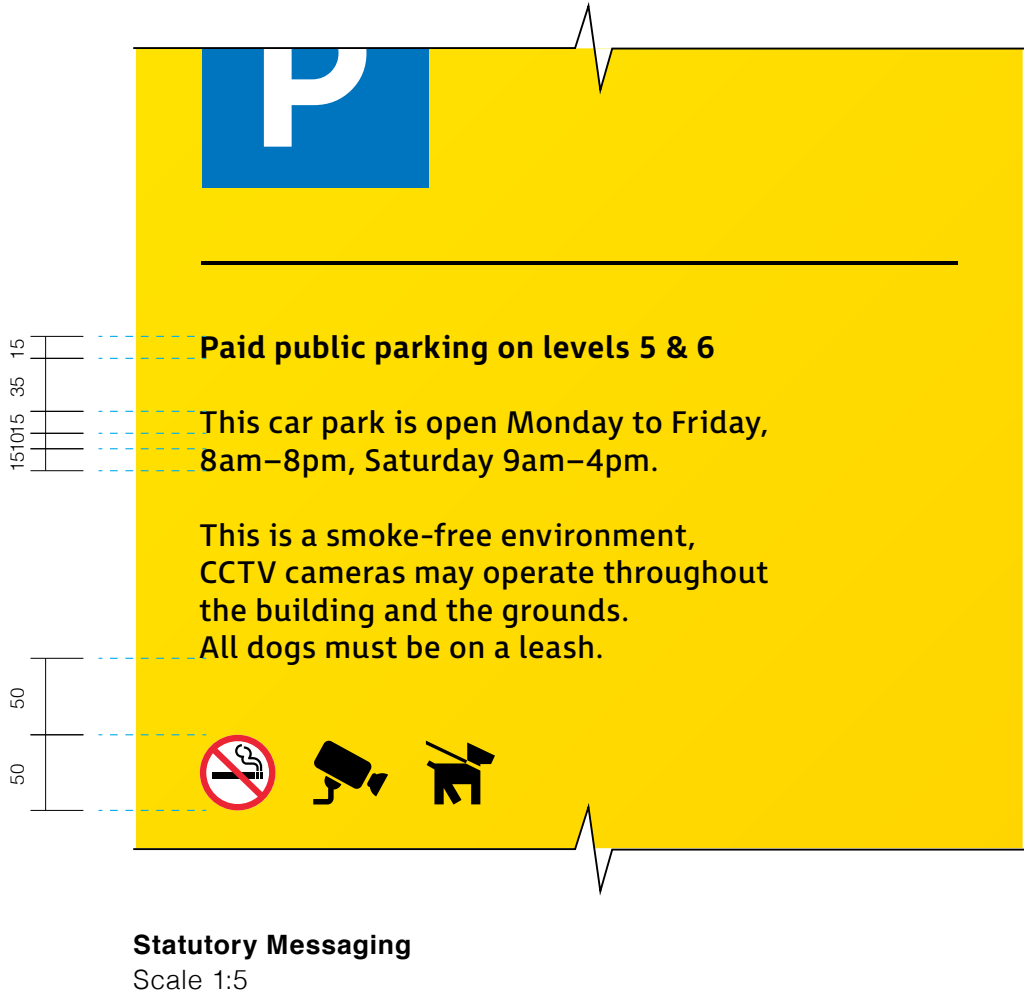 P
Paid public parking on levels 5 & 6
This car park is open Monday to Friday,
8am–8pm, Saturday 9am–4pm.
This is a smoke-free environment,
CCTV cameras may operate throughout
the building and the grounds.
All dogs must be on a leash.
15
35
15
10
15
50
50
Statutory Messaging
Scale 1:5